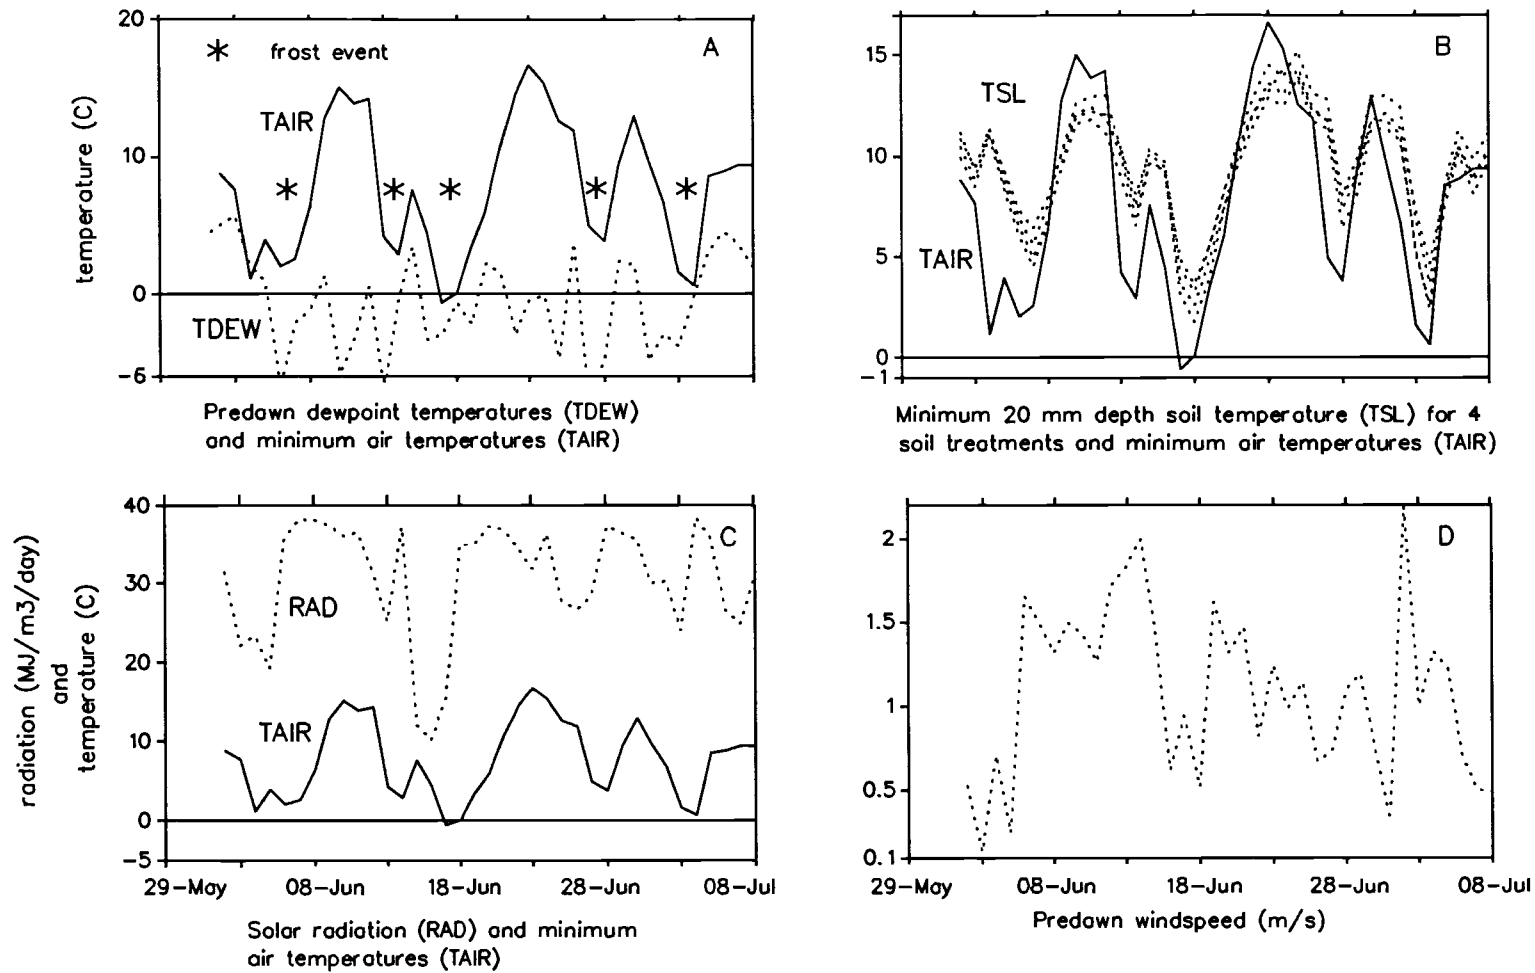 20
10
0
−6
temperature (C)
* frost event
A
TAIR
TDEW
Predawn dewpoint temperatures (TDEW)
and minimum air temperatures (TAIR)
15
10
5
0
−1
B
TSL
TAIR
Minimum 20 mm depth soil temperature (TSL) for 4
soil treatments and minimum air temperatures (TAIR)
radiation (MJ/m3/day)
and
temperature (C)
40
30
20
10
0
−5
C
RAD
TAIR
29−May 08−Jun 18−Jun 28−Jun 08−Jul
Solar radiation (RAD) and minimum
air temperatures (TAIR)
2
1.5
1
0.5
0.1
D
29−May 08−Jun 18−Jun 28−Jun 08−Jul
Predawn windspeed (m/s)